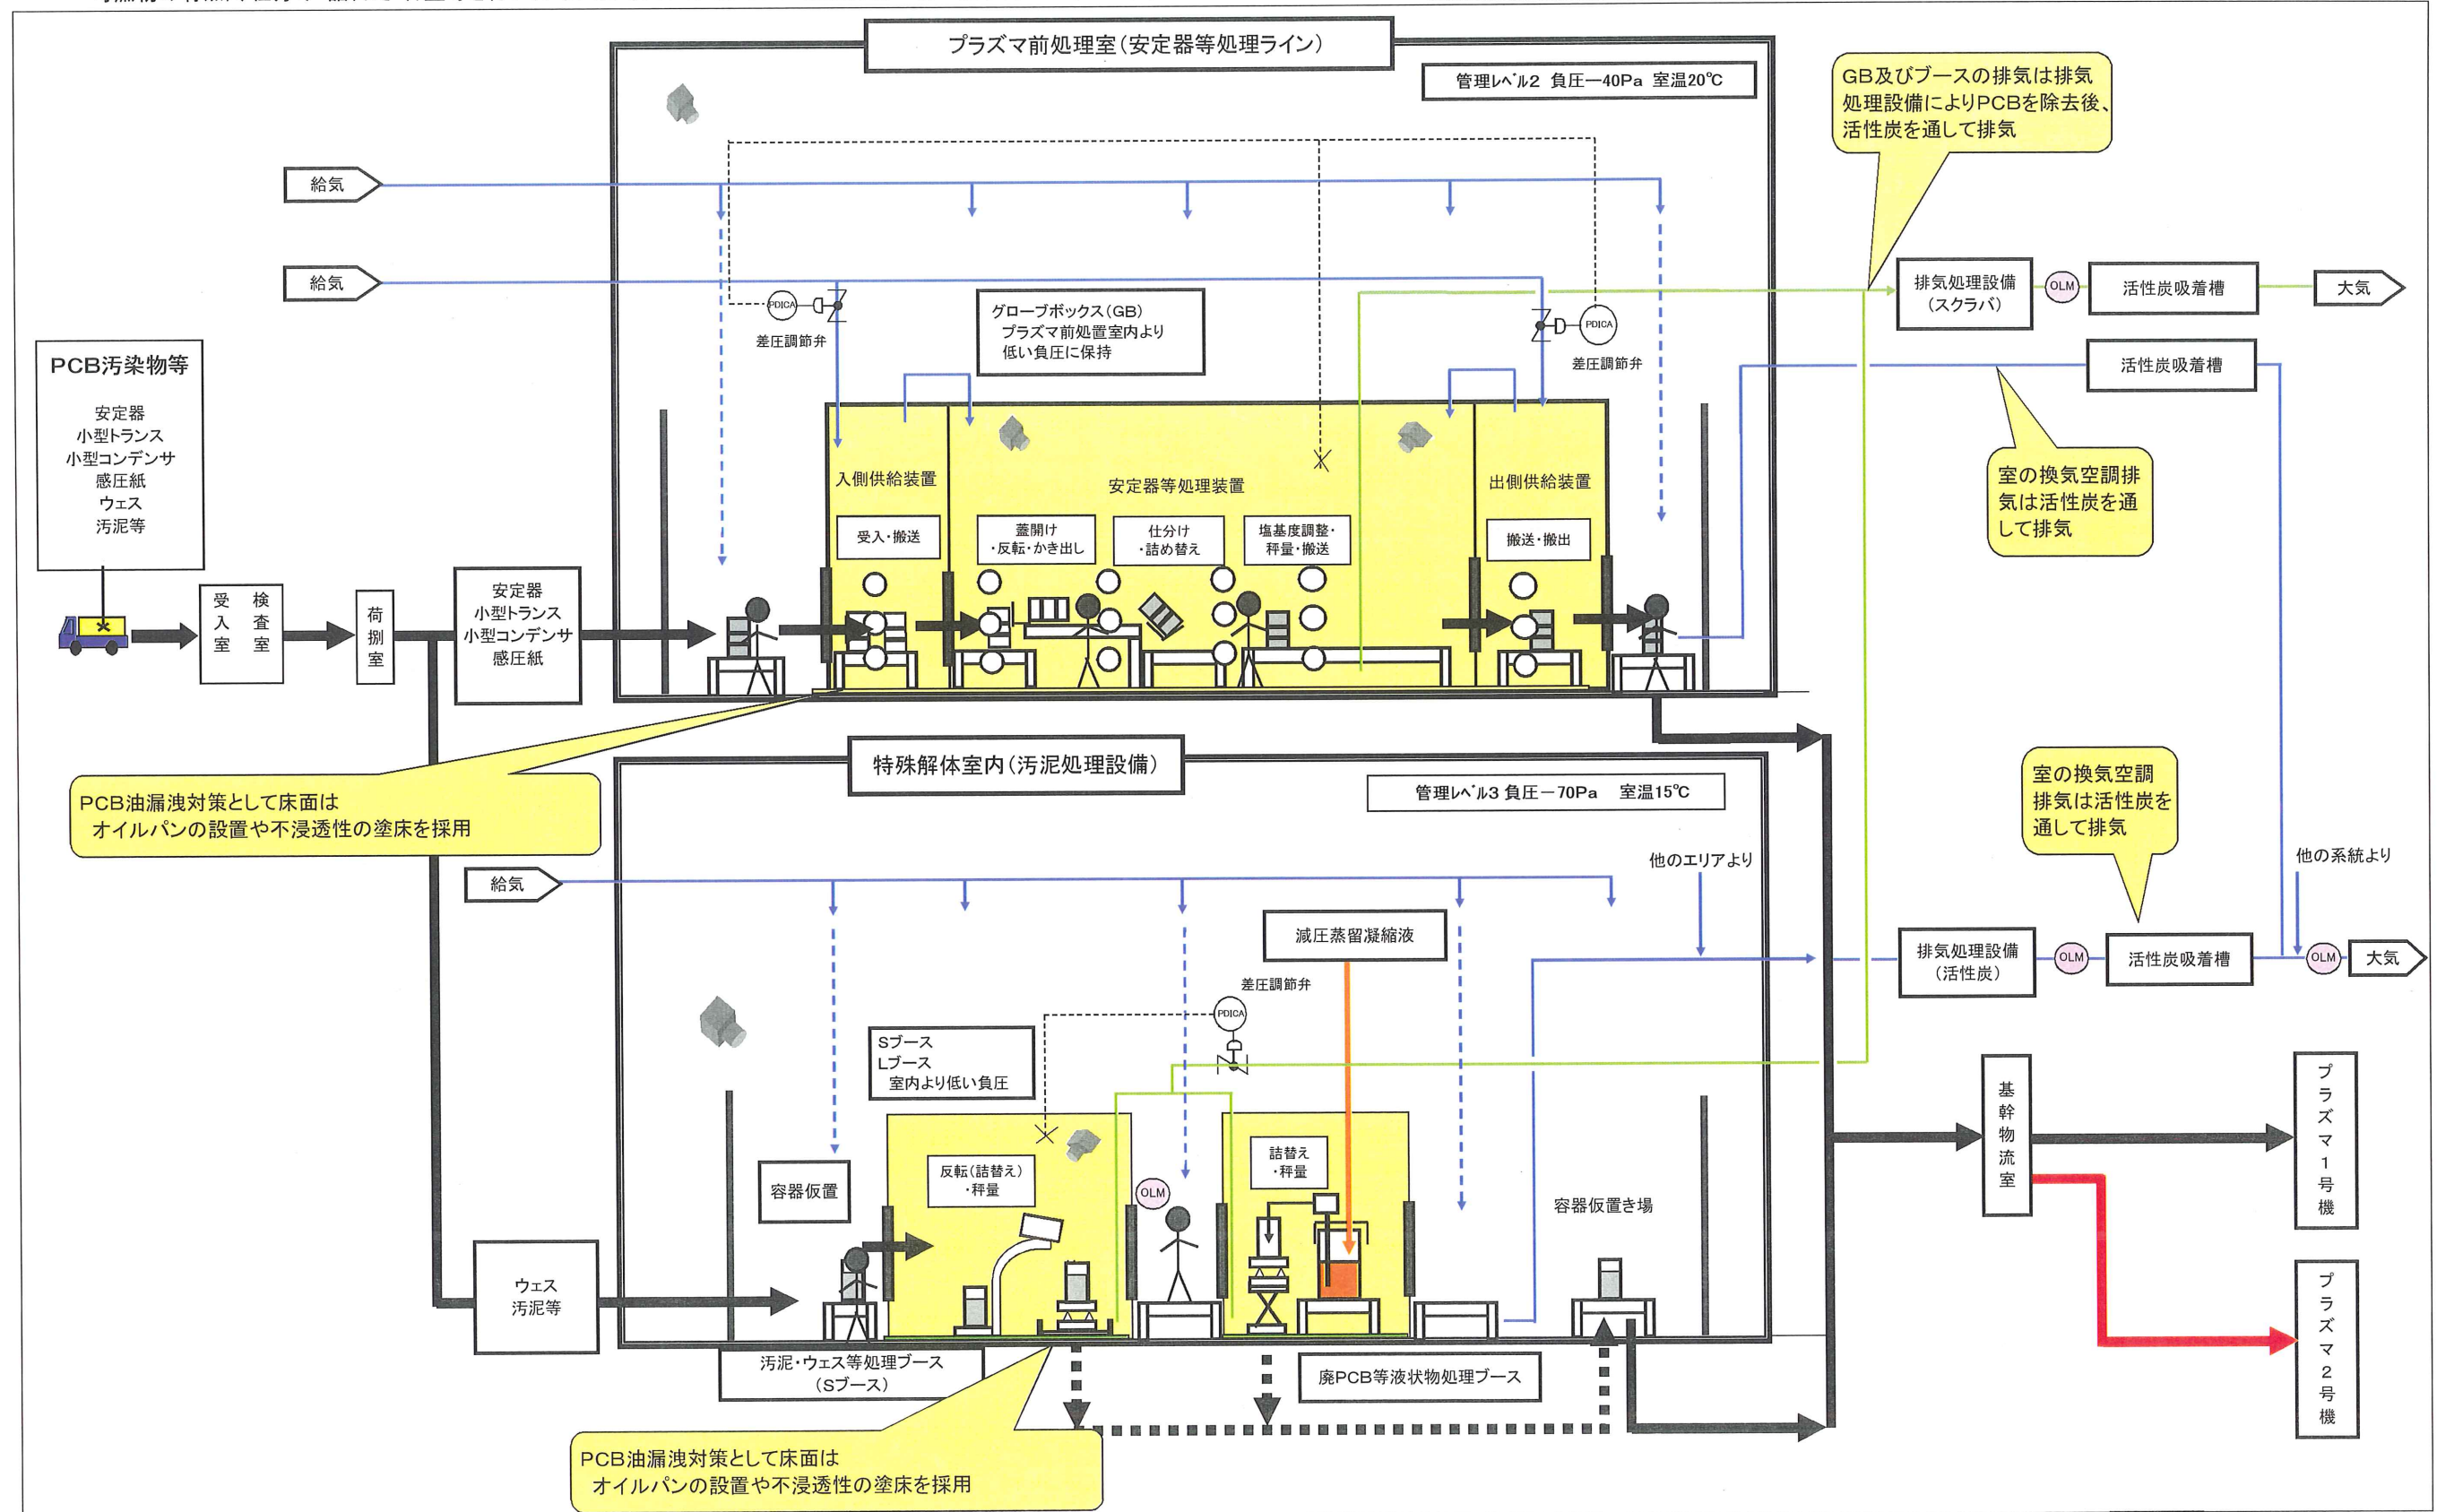 プラズマ前処理室(安定器等処理ライン)
管理ﾚﾍﾞﾙ2 負圧ー40Pa 室温20℃
GB及びブースの排気は排気
処理設備によりPCBを除去後、
活性炭を通して排気
給気
給気
PDICA
差圧調節弁
グローブボックス(GB)
プラズマ前処置室内より
低い負圧に保持
PDICA
差圧調節弁
排気処理設備
(スクラバ)
OLM
活性炭吸着槽
大気
活性炭吸着槽
室の換気空調排
気は活性炭を通
して排気
PCB汚染物等
安定器
小型トランス
小型コンデンサ
感圧紙
ウェス
汚泥等
入側供給装置
安定器等処理装置
出側供給装置
受入・搬送
蓋開け
・反転・かき出し
仕分け
・詰め替え
塩基度調整・
秤量・搬送
搬送・搬出
受入室
検査室
荷捌室
安定器
小型トランス
小型コンデンサ
感圧紙
PCB油漏洩対策として床面は
オイルパンの設置や不浸透性の塗床を採用
特殊解体室内(汚泥処理設備)
管理ﾚﾍﾞﾙ3 負圧－70Pa 室温15℃
室の換気空調
排気は活性炭を
通して排気
他のエリアより
他の系統より
給気
減圧蒸留凝縮液
排気処理設備
(活性炭)
OLM
活性炭吸着槽
OLM
大気
差圧調節弁
PDICA
Sブース
Lブース
室内より低い負圧
容器仮置
反転(詰替え)
・秤量
OLM
詰替え
・秤量
容器仮置き場
基幹物流室
プラズマ1号機
プラズマ2号機
ウェス
汚泥等
汚泥・ウェス等処理ブース
(Sブース)
廃PCB等液状物処理ブース
PCB油漏洩対策として床面は
オイルパンの設置や不浸透性の塗床を採用